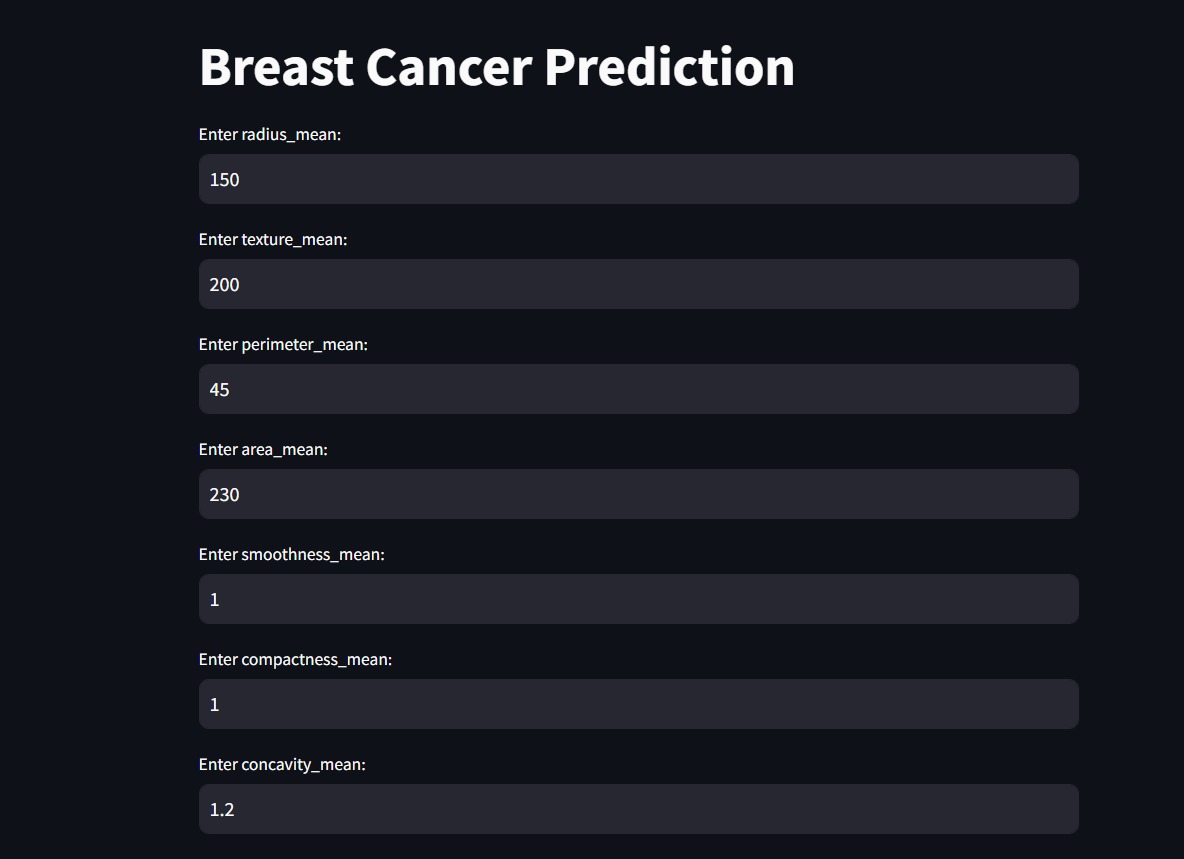 Breast Cancer Prediction
Enter radius_mean:
150
Enter texture_mean:
200
Enter perimeter_mean:
45
Enter area_mean:
230
Enter smoothness_mean:
1
Enter compactness_mean:
1
Enter concavity_mean:
1.2